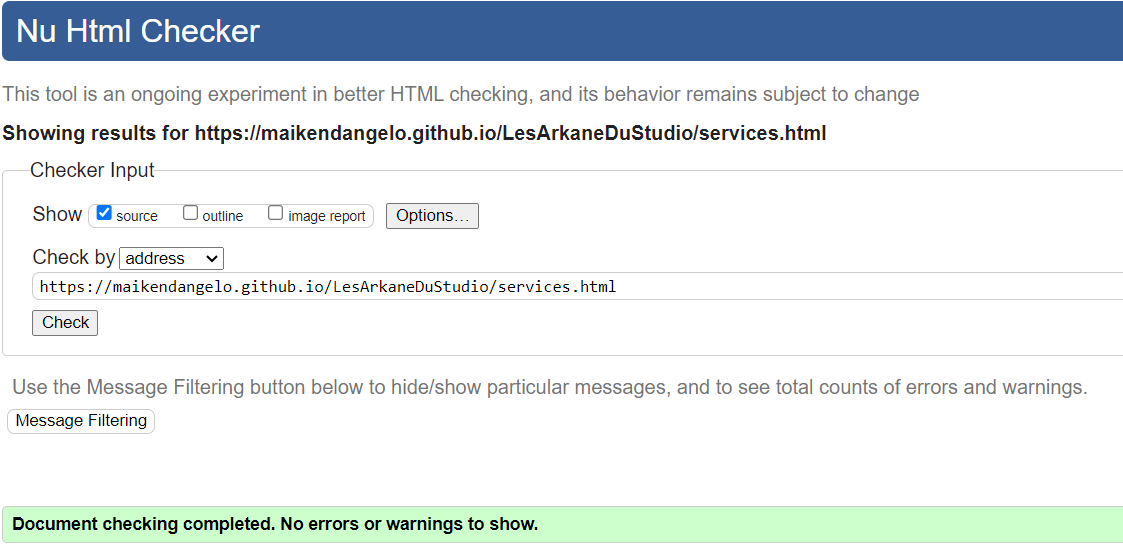 Nu Html Checker
This tool is an ongoing experiment in better HTML checking, and its behavior remains subject to change
Showing results for https://maikendangelo.github.io/LesArkaneDuStudio/services.html
Checker Input
Show source outline image report Options…
Check by address
https://maikendangelo.github.io/LesArkaneDuStudio/services.html
Check
Use the Message Filtering button below to hide/show particular messages, and to see total counts of errors and warnings.
Message Filtering
Document checking completed. No errors or warnings to show.